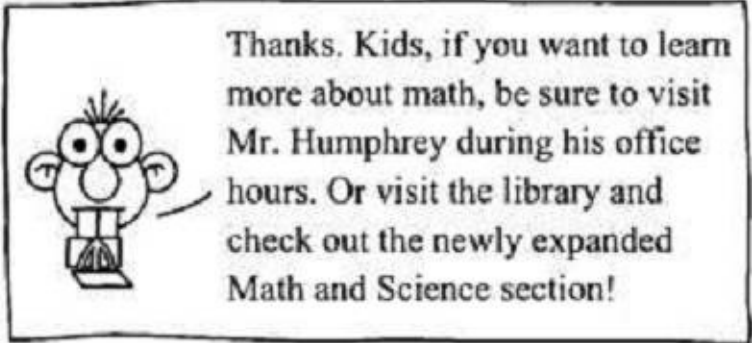 Thanks. Kids, if you want to learn
more about math, be sure to visit
Mr. Humphrey during his office
hours. Or visit the library and
check out the newly expanded
Math and Science section!